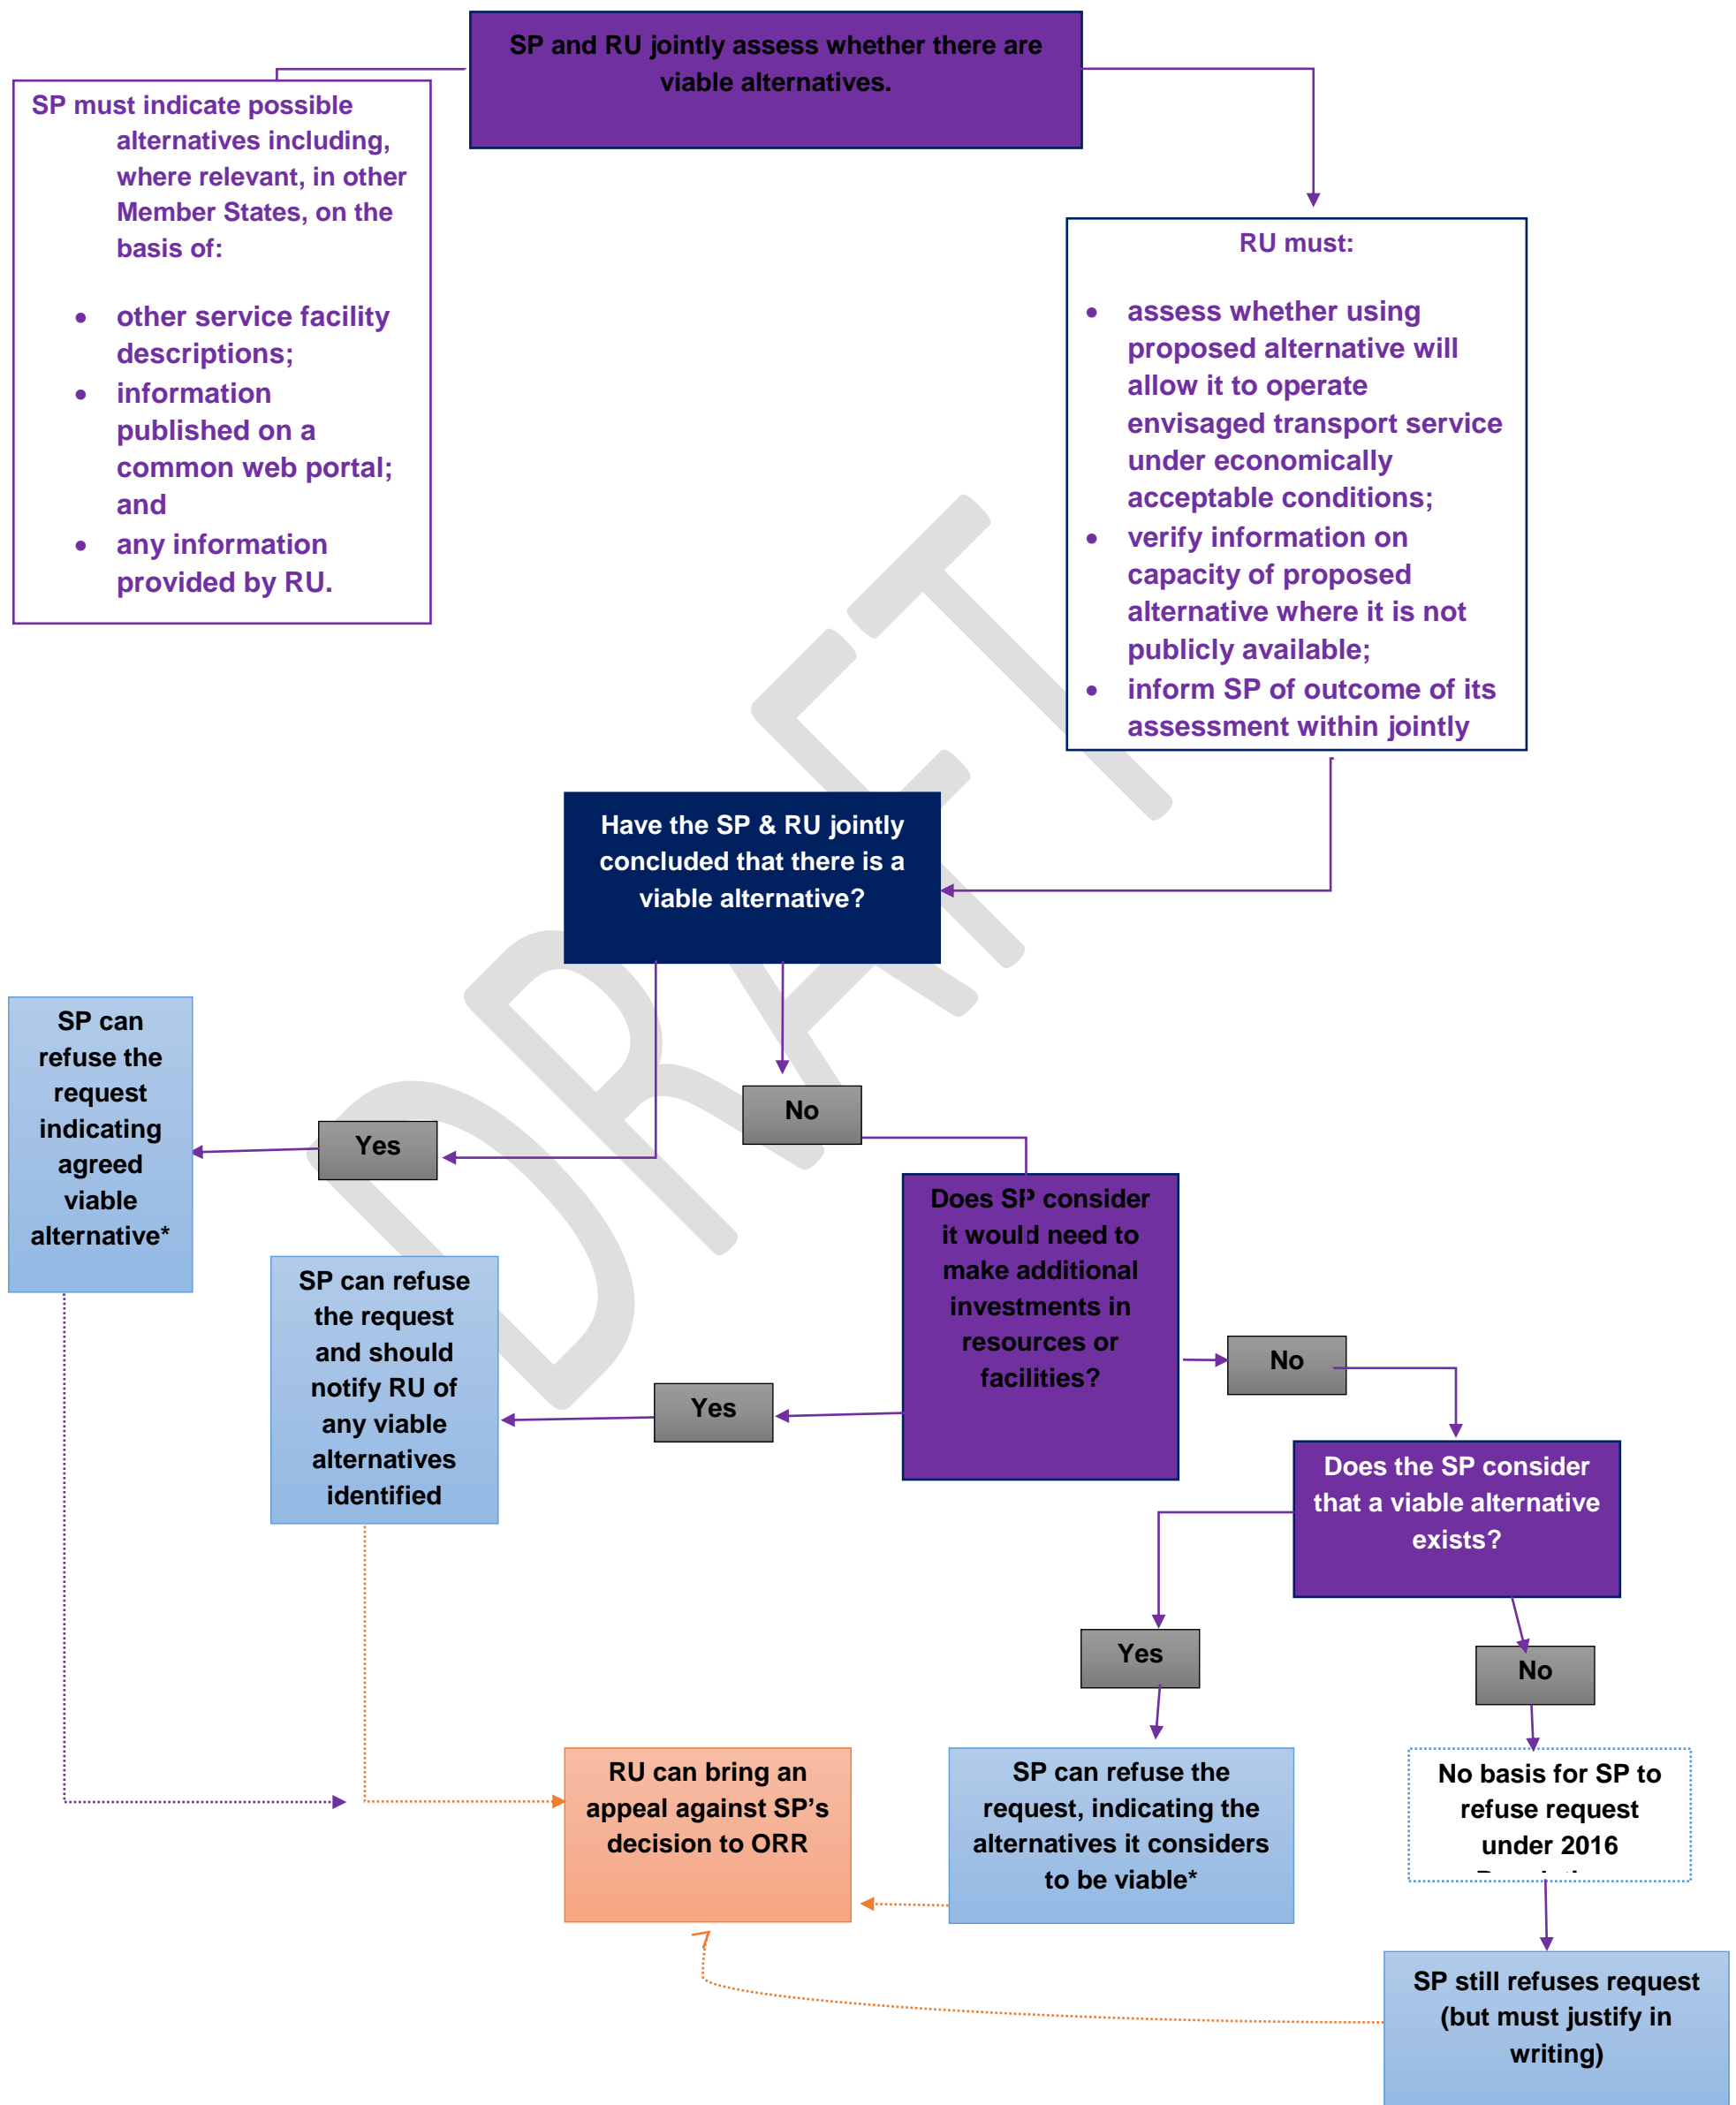 SP and RU jointly assess whether there are
viable alternatives.
SP must indicate possible
alternatives including,
where relevant, in other
Member States, on the
basis of:
• other service facility
descriptions;
• information
published on a
common web portal;
and
• any information
provided by RU.
RU must:
• assess whether using
proposed alternative will
allow it to operate
envisaged transport service
under economically
acceptable conditions;
• verify information on
capacity of proposed
alternative where it is not
publicly available;
• inform SP of outcome of its
assessment within jointly
DRAFT
Have the SP & RU jointly
concluded that there is a
viable alternative?
SP can
refuse the
request
indicating
agreed
viable
alternative*
Yes
No
Does SP consider
it would need to
make additional
investments in
resources or
facilities?
SP can refuse
the request
and should
notify RU of
any viable
alternatives
identified
Yes
No
Does the SP consider
that a viable alternative
exists?
Yes
No
RU can bring an
appeal against SP's
decision to ORR
SP can refuse the
request, indicating the
alternatives it considers
to be viable*
No basis for SP to
refuse request
under 2016
SP still refuses request
(but must justify in
writing)